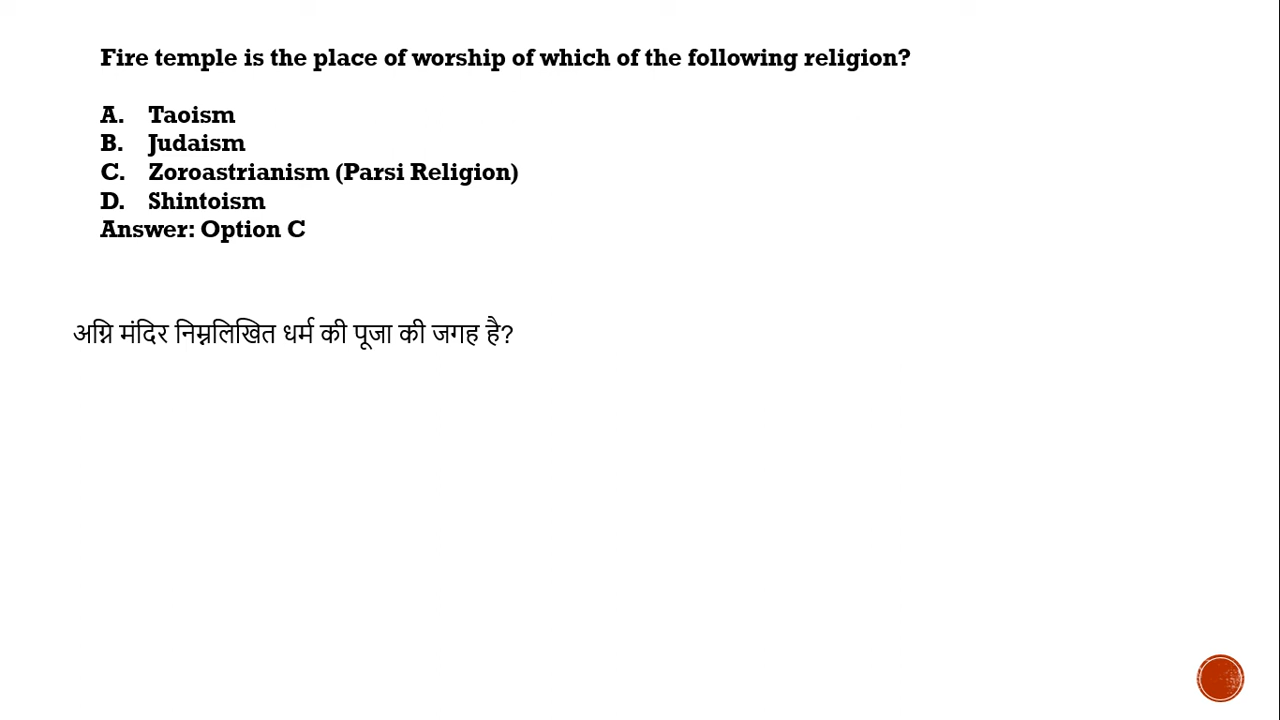 Fire temple is the place of worship of which of the following religion?
A. Taoism
B. Judaism
C. Zoroastrianism (Parsi Religion)
D. Shintoism
Answer: Option C
अग्नि मंदिर निम्नलिखित धर्म की पूजा की जगह है?